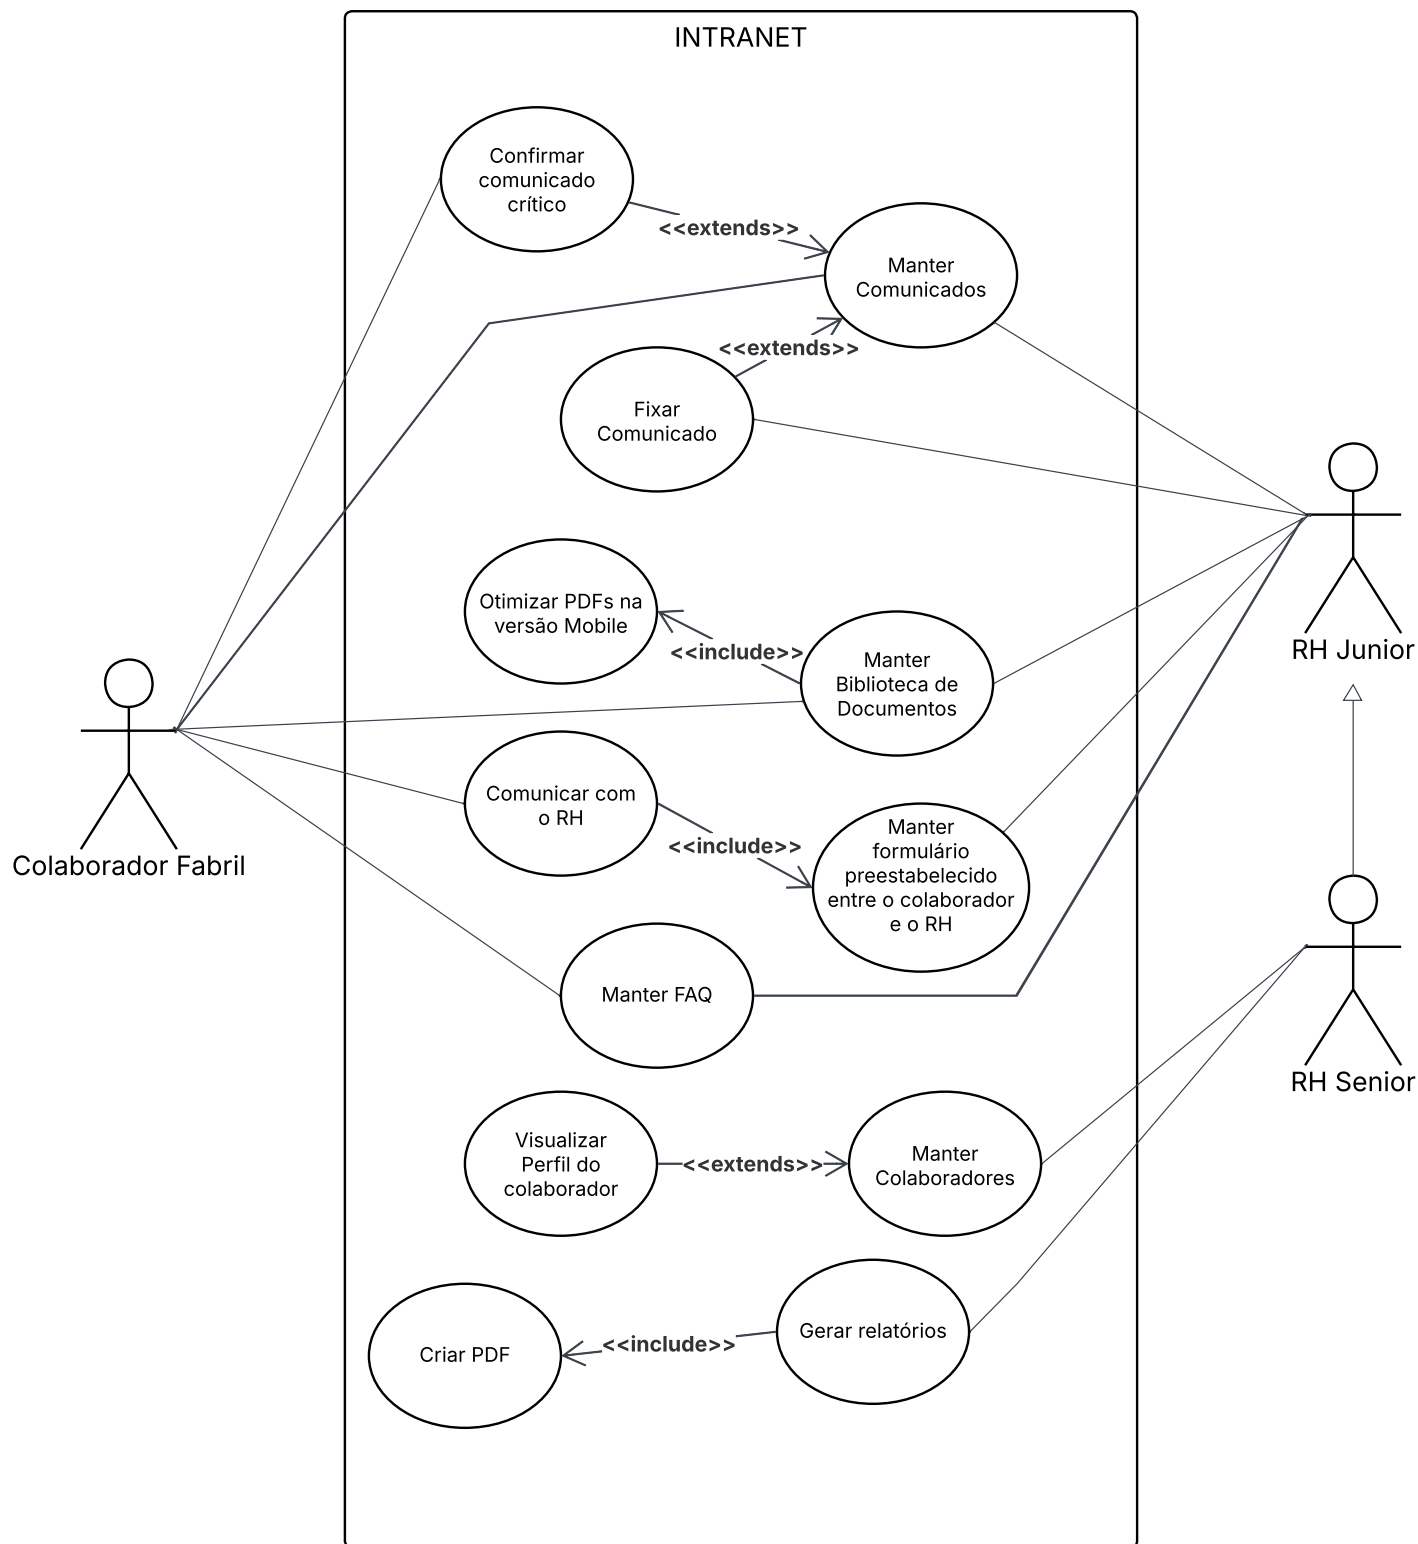 INTRANET
Confirmar
comunicado
crítico
<<extends>>
Manter
Comunicados
<<extends>>
Fixar
Comunicado
Otimizar PDFs na
versão Mobile
<<include>>
Manter
Biblioteca de
Documentos
RH Junior
Comunicar com
o RH
<<include>>
Manter
formulário
preestabelecido
entre o colaborador
e o RH
Colaborador Fabril
Manter FAQ
RH Senior
Visualizar
Perfil do
colaborador
<<extends>>
Manter
Colaboradores
Gerar relatórios
<<include>>
Criar PDF